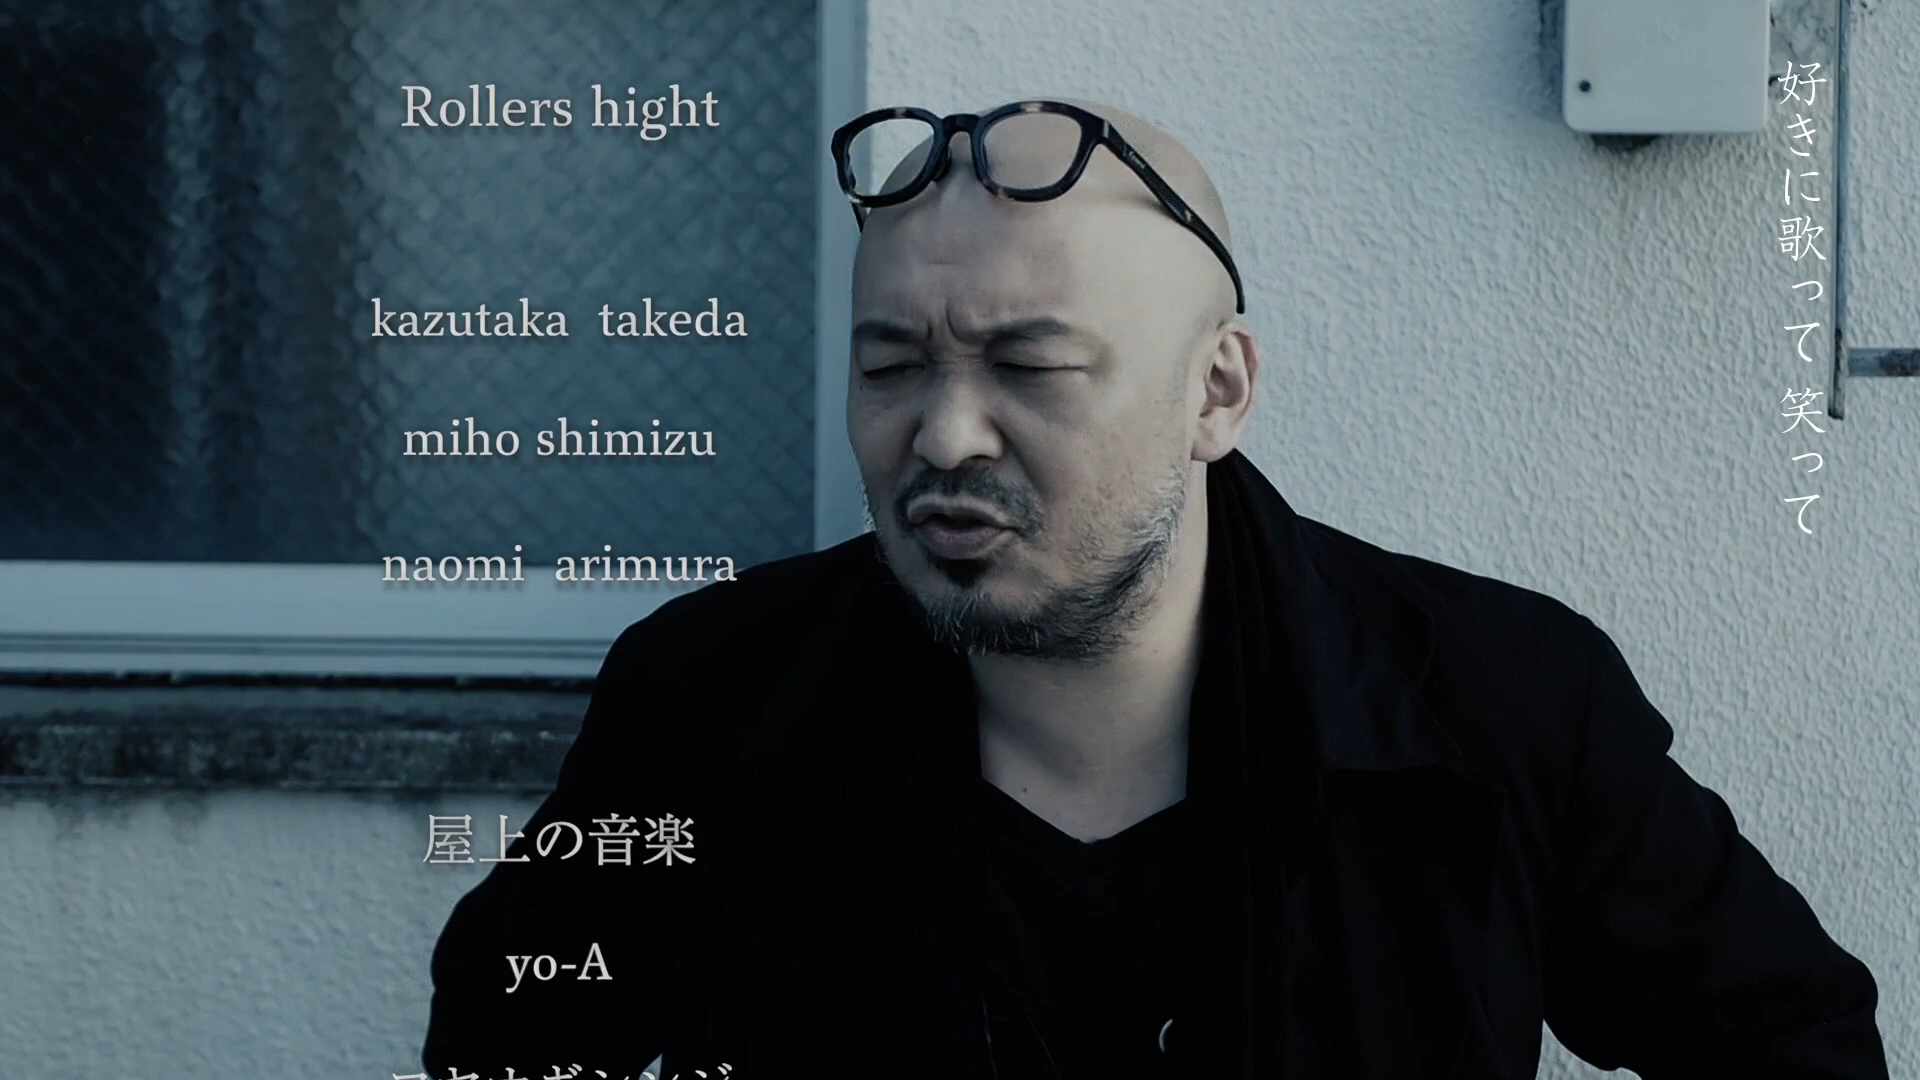 Rollers hight
kazutaka takeda
miho shimizu
naomi arimura
屋上の音楽
yo-A
好きに歌って 笑って